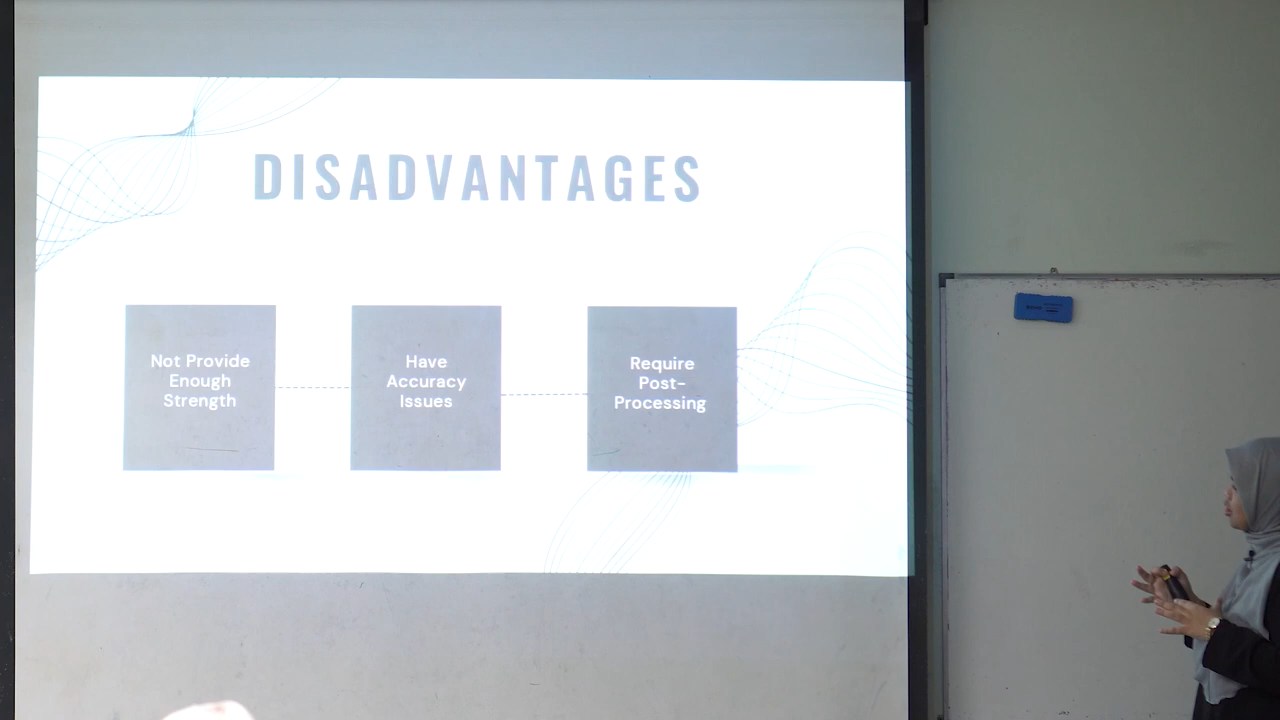 DISADVANTAGES
Not Provide
Enough
Strength
Have
Accuracy
Issues
Require
Post-
Processing